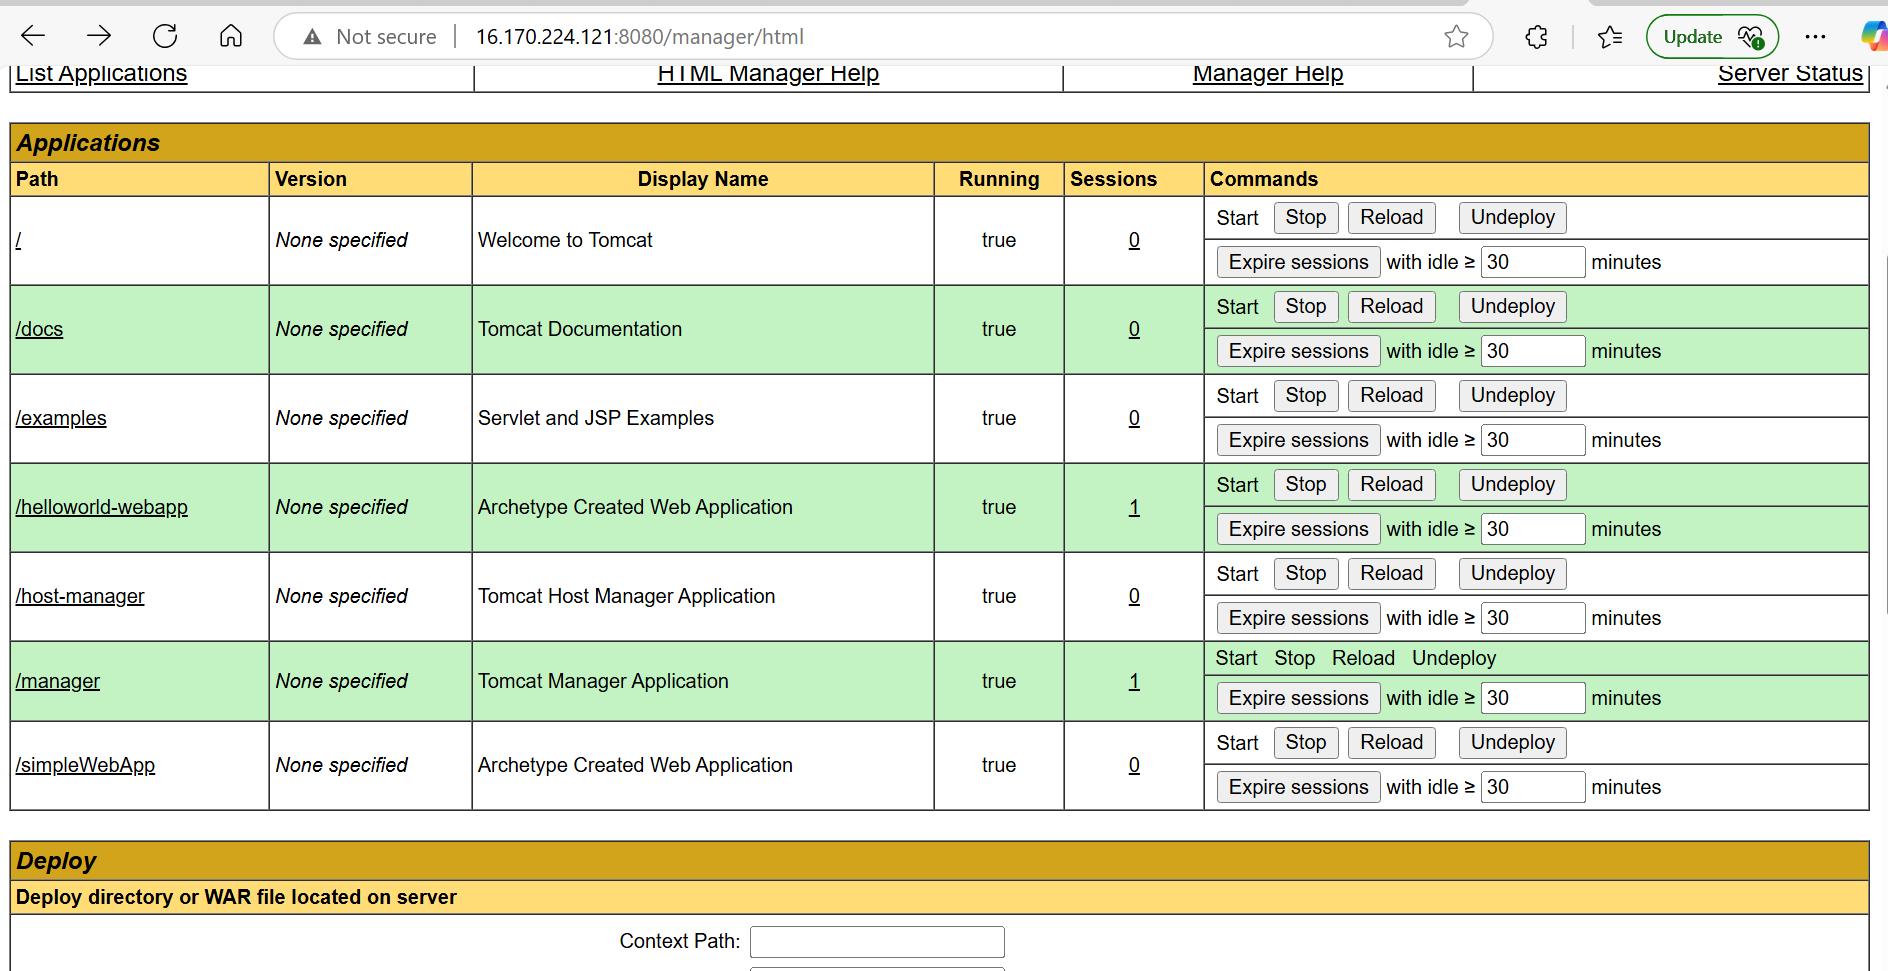 Not secure 16.170.224.121:8080/manager/html Update
List Applications HTML Manager Help Manager Help Server Status
Applications
Path Version Display Name Running Sessions Commands
/ None specified Welcome to Tomcat true 0 Start Stop Reload Undeploy
Expire sessions with idle ≥ 30 minutes
/docs None specified Tomcat Documentation true 0 Start Stop Reload Undeploy
Expire sessions with idle ≥ 30 minutes
/examples None specified Servlet and JSP Examples true 0 Start Stop Reload Undeploy
Expire sessions with idle ≥ 30 minutes
/helloworld-webapp None specified Archetype Created Web Application true 1 Start Stop Reload Undeploy
Expire sessions with idle ≥ 30 minutes
/host-manager None specified Tomcat Host Manager Application true 0 Start Stop Reload Undeploy
Expire sessions with idle ≥ 30 minutes
/manager None specified Tomcat Manager Application true 1 Start Stop Reload Undeploy
Expire sessions with idle ≥ 30 minutes
/simpleWebApp None specified Archetype Created Web Application true 0 Start Stop Reload Undeploy
Expire sessions with idle ≥ 30 minutes
Deploy
Deploy directory or WAR file located on server
Context Path: